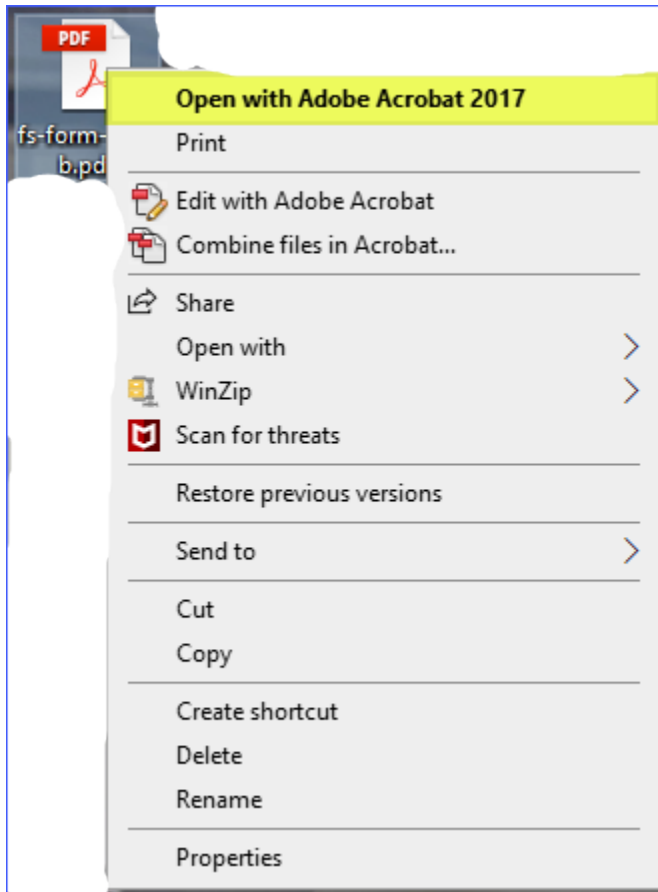 PDF
fs-form-
b.pd
Open with Adobe Acrobat 2017
Print
Edit with Adobe Acrobat
Combine files in Acrobat...
Share
Open with
WinZip
Scan for threats
Restore previous versions
Send to
Cut
Copy
Create shortcut
Delete
Rename
Properties